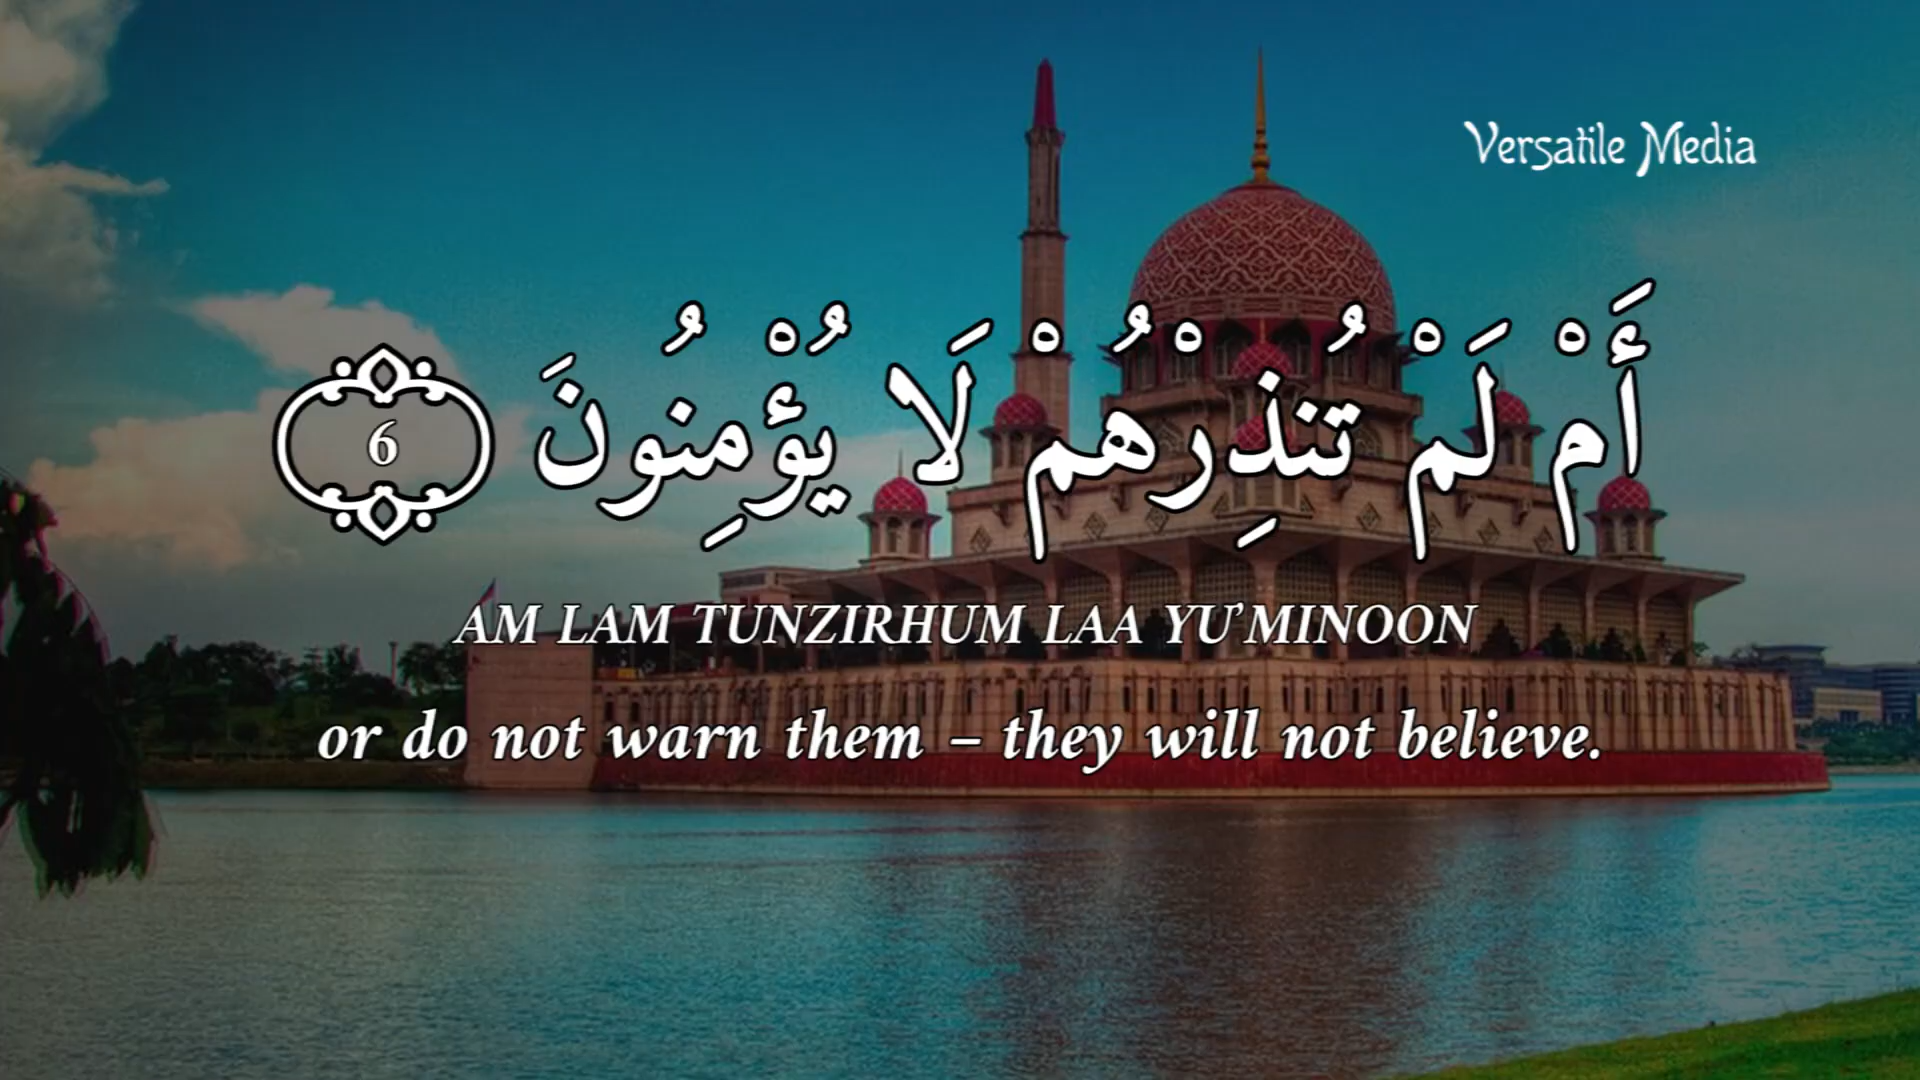 Versatile Media
أَمْ لَمْ تُنذِرْهُمْ لَا يُؤْمِنُونَ 6
AM LAM TUNZIRHUM LAA YU'MINOON
or do not warn them – they will not believe.